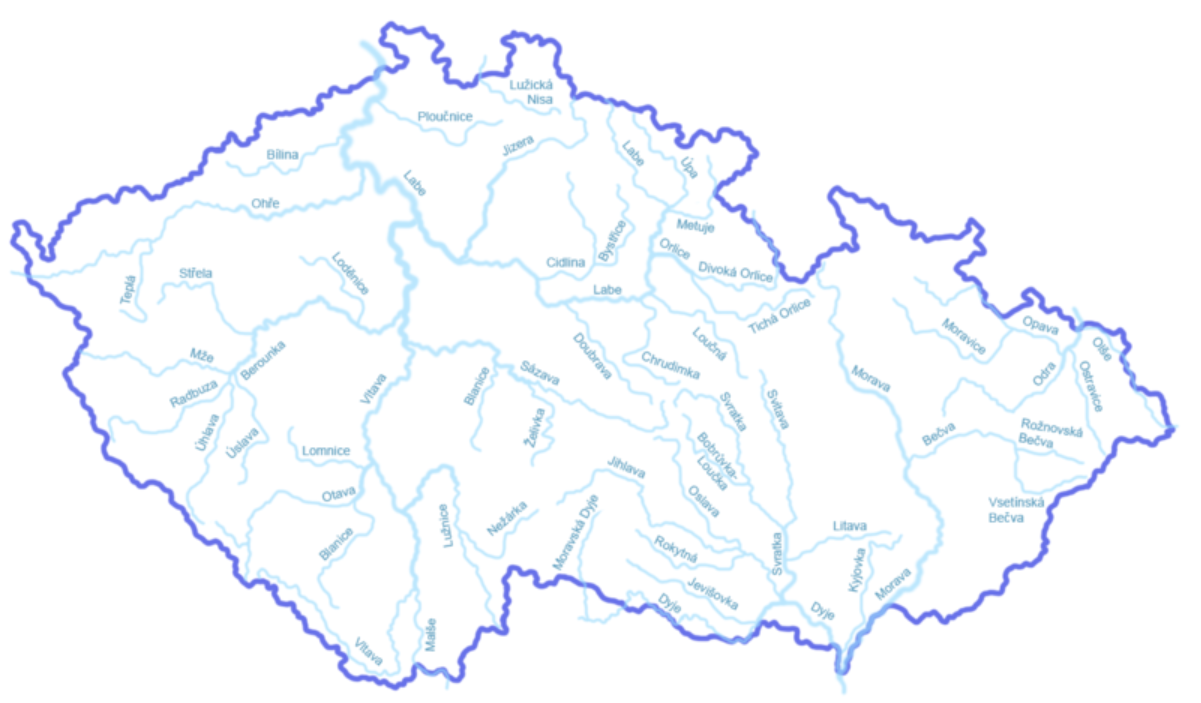 Lužická
Nisa
Ploučnice
Jizera
Labe
Úpa
Bílina
Labe
Ohře
Metuje
Bystřice
Orlice
Divoká Orlice
Cidlina
Loděnice
Střela
Teplá
Labe
Tichá Orlice
Loučná
Moravice
Opava
Olše
Doubrava
Chrudimka
Mže
Berounka
Vltava
Blanice
Sázava
Želivka
Morava
Odra
Ostravice
Radbuza
Úhlava
Úslava
Svratka
Svitava
Bobrůvka-
Loučka
Bečva
Rožnovská
Bečva
Lomnice
Otava
Jihlava
Oslava
Vsetínská
Bečva
Lužnice
Nežárka
Moravská Dyje
Blanice
Rokytná
Svratka
Litava
Kyjovka
Morava
Jevišovka
Dyje
Dyje
Vltava
Malše